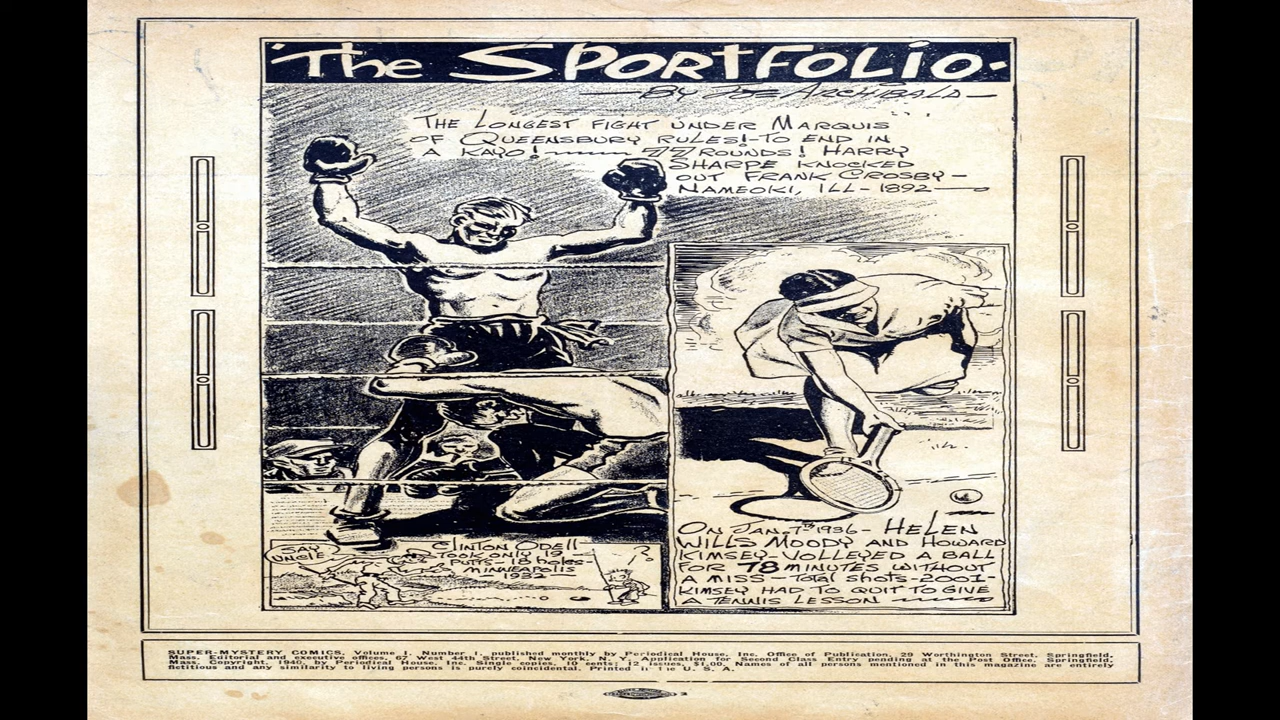 The SPORTFOLIO.
— BY JOE ARCHIBALD —
THE LONGEST FIGHT UNDER MARQUIS
OF QUEENSBURY RULES!-TO END IN
A KAYO! —— 77 ROUNDS! HARRY
SHARPE KNOCKED
OUT FRANK CROSBY —
NAMEOKI, ILL - 1892 —
SAY
UNCLE
CLINTON ODELL
TOOK ONLY 19 —
PUTTS - 18 holes -
MINNEAPOLIS
1932
?
ON JAN. 7TH 1936 - HELEN
WILLS MOODY AND HOWARD
KIMSEY - VOLLEYED A BALL
FOR 78 MINUTES WITHOUT
A MISS — Total shots - 2001 -
KIMSEY HAD TO QUIT TO GIVE
A TENNIS LESSON
SUPER-MYSTERY COMICS, Volume 1, Number 1, published monthly by Periodical House, Inc. Office of Publication, 29 Worthington Street, Springfield,
Mass. Editorial and executive offices, 67 West 44th Street, New York, N. Y. Application for Second Class Entry pending at the Post Office, Springfield,
Mass. Copyright, 1940, by Periodical House, Inc. Single copies, 10 cents; 12 issues, $1.00. Names of all persons mentioned in this magazine are entirely
fictitious and any similarity to living persons is purely coincidental. Printed in the U. S. A.
3